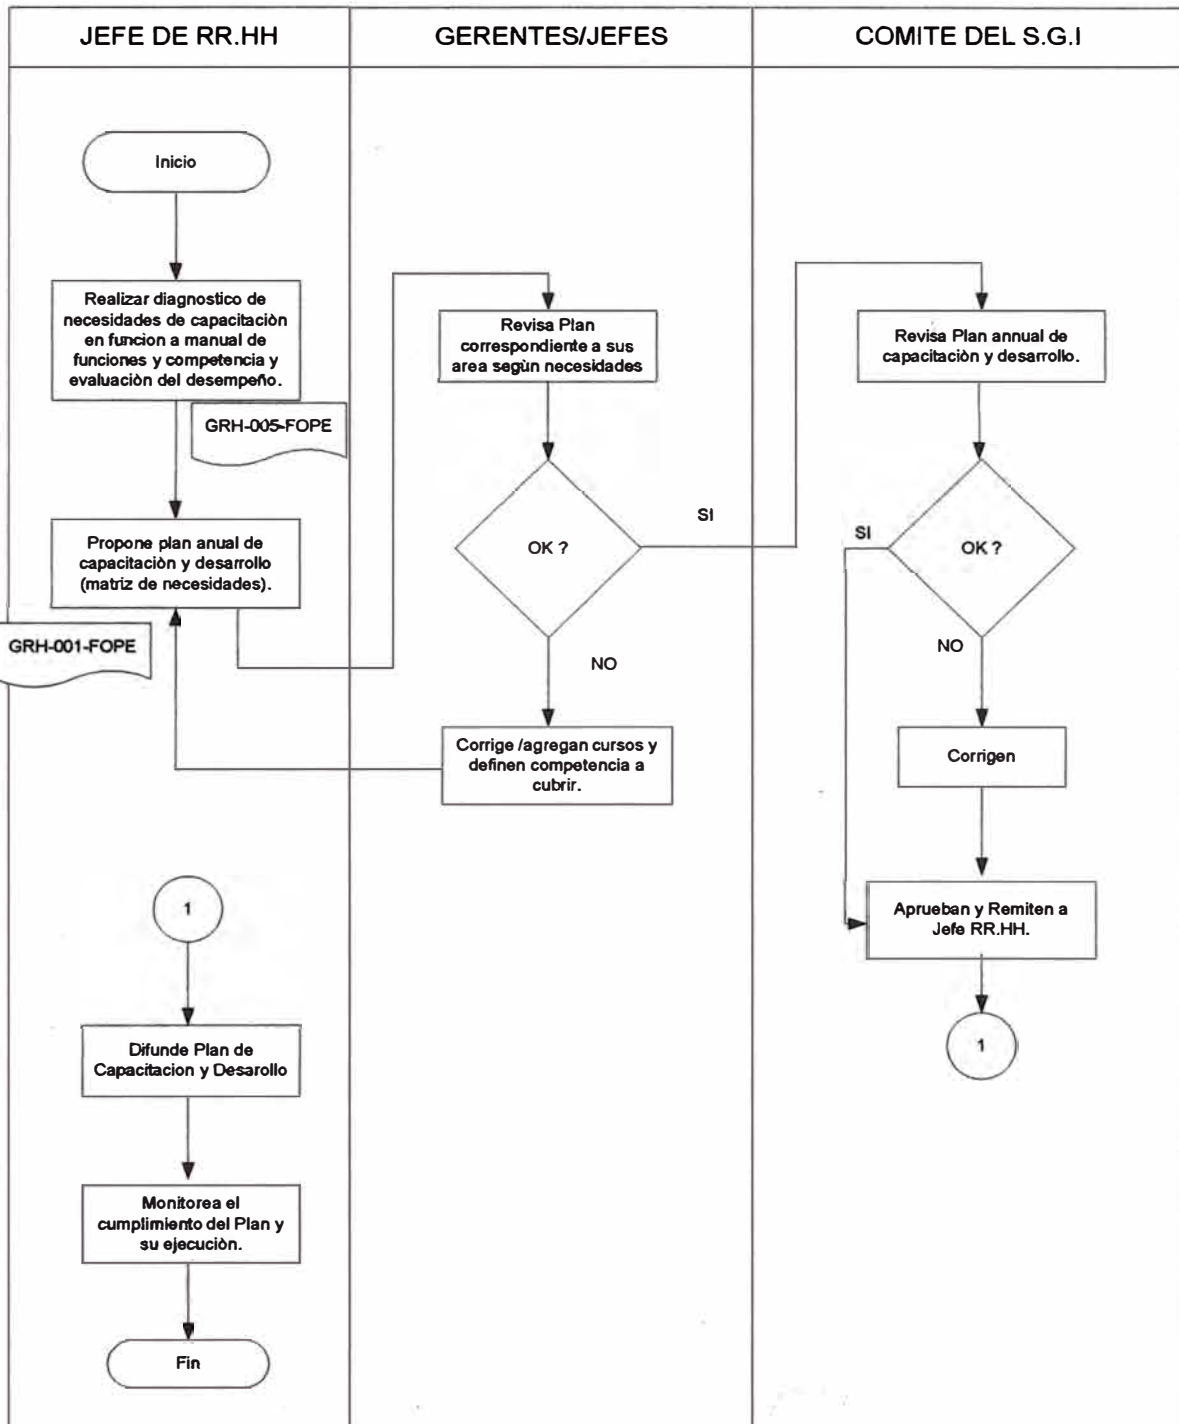 JEFE DE RR.HH
GERENTES/JEFES
COMITE DEL S.G.I
Inicio
Realizar diagnostico de
necesidades de capacitaciòn
en funcion a manual de
funciones y competencia y
evaluaciòn del desempeño.
GRH-005-FOPE
Propone plan anual de
capacitaciòn y desarrollo
(matriz de necesidades).
GRH-001-FOPE
Revisa Plan
correspondiente a sus
area segùn necesidades
OK ?
SI
NO
Corrige /agregan cursos y
definen competencia a
cubrir.
Revisa Plan annual de
capacitaciòn y desarrollo.
OK ?
SI
NO
Corrigen
Aprueban y Remiten a
Jefe RR.HH.
1
1
Difunde Plan de
Capacitacion y Desarollo
Monitorea el
cumplimiento del Plan y
su ejecuciòn.
Fin